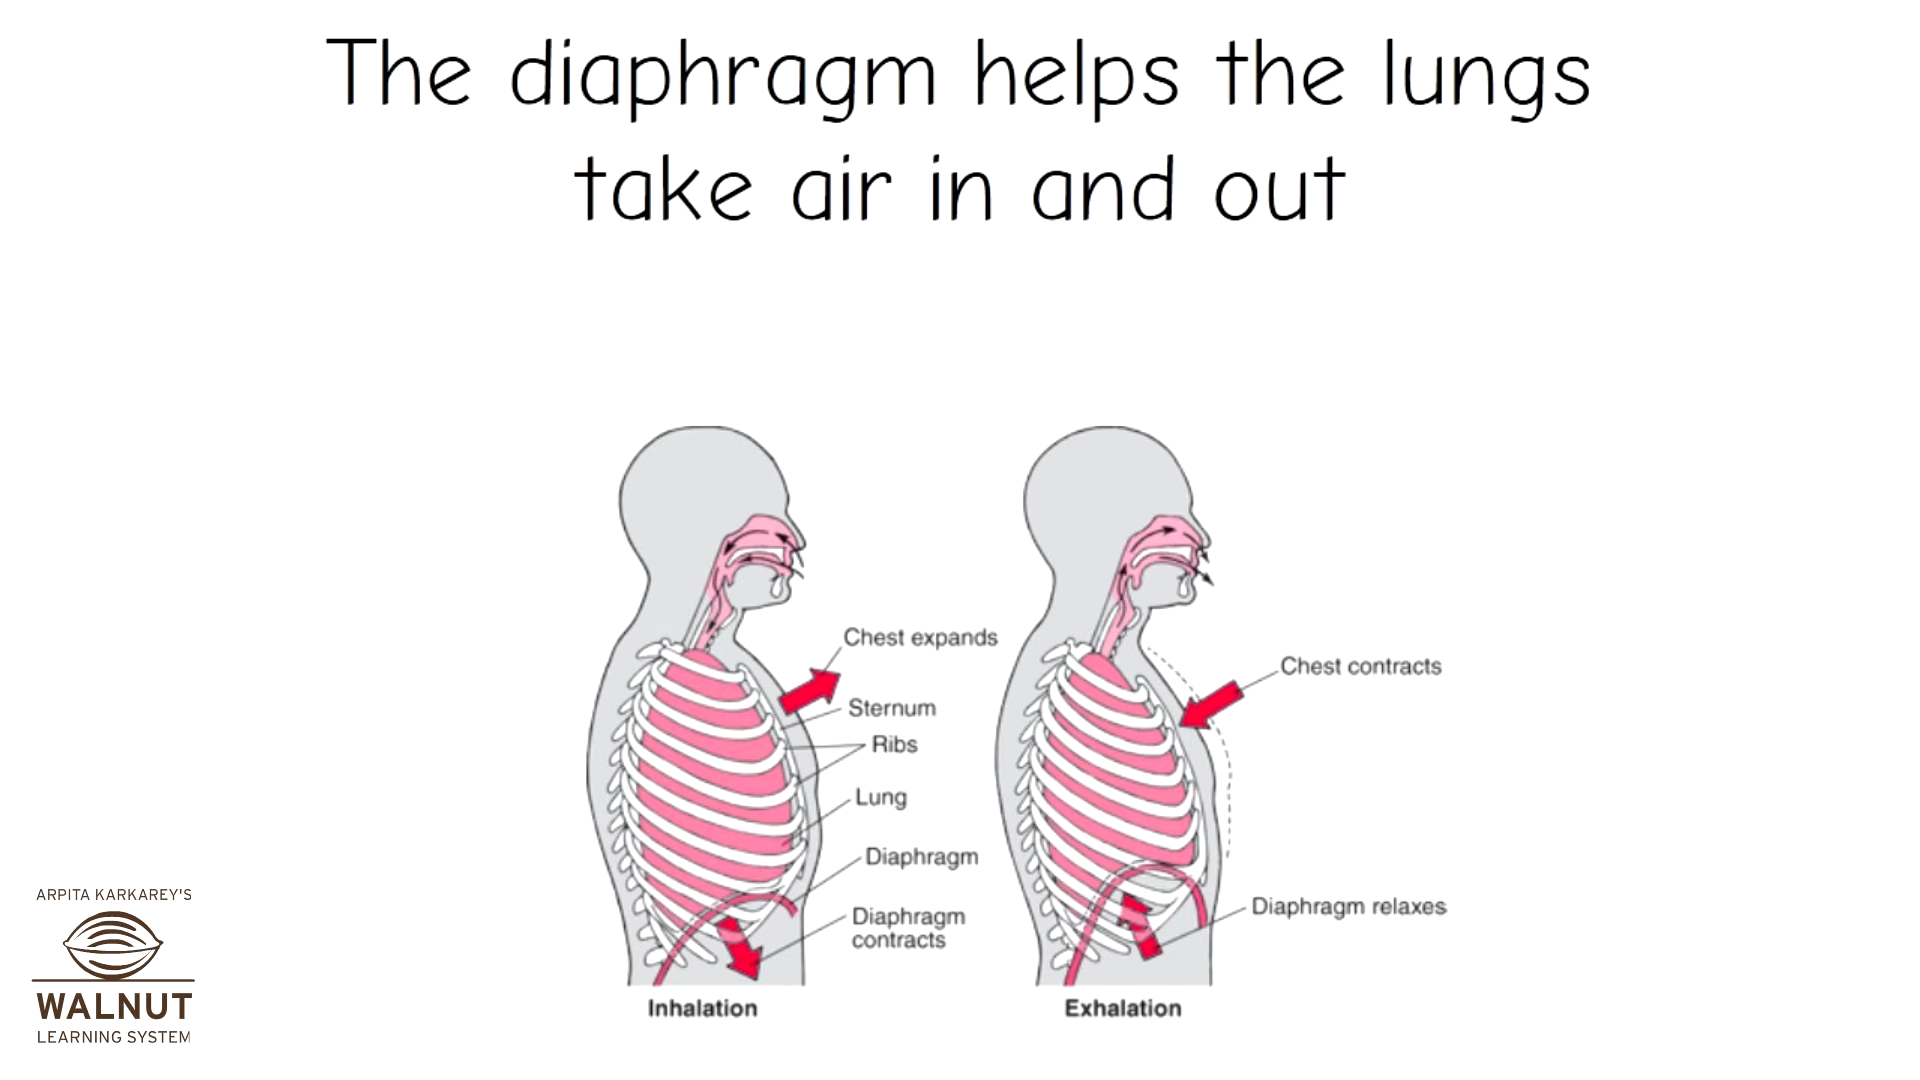 The diaphragm helps the lungs
take air in and out
Chest expands
Sternum
Ribs
Lung
Diaphragm
Diaphragm
contracts
Inhalation
Chest contracts
Diaphragm relaxes
Exhalation
ARPITA KARKAREY'S
WALNUT
LEARNING SYSTEM